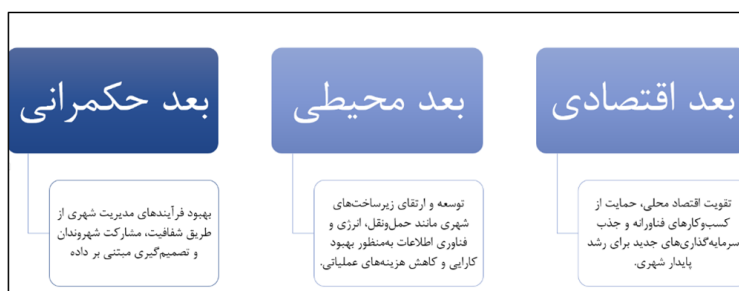 بعد اقتصادی
تقویت اقتصاد محلی، حمایت از
کسب‌وکارهای فناورانه و جذب
سرمایه‌گذاری‌های جدید برای رشد
پایدار شهری.
بعد محیطی
توسعه و ارتقای زیرساخت‌های
شهری مانند حمل‌ونقل، انرژی و
فناوری اطلاعات به‌منظور بهبود
کارایی و کاهش هزینه‌های عملیاتی.
بعد حکمرانی
بهبود فرآیندهای مدیریت شهری از
طریق شفافیت، مشارکت شهروندان
و تصمیم‌گیری مبتنی بر داده